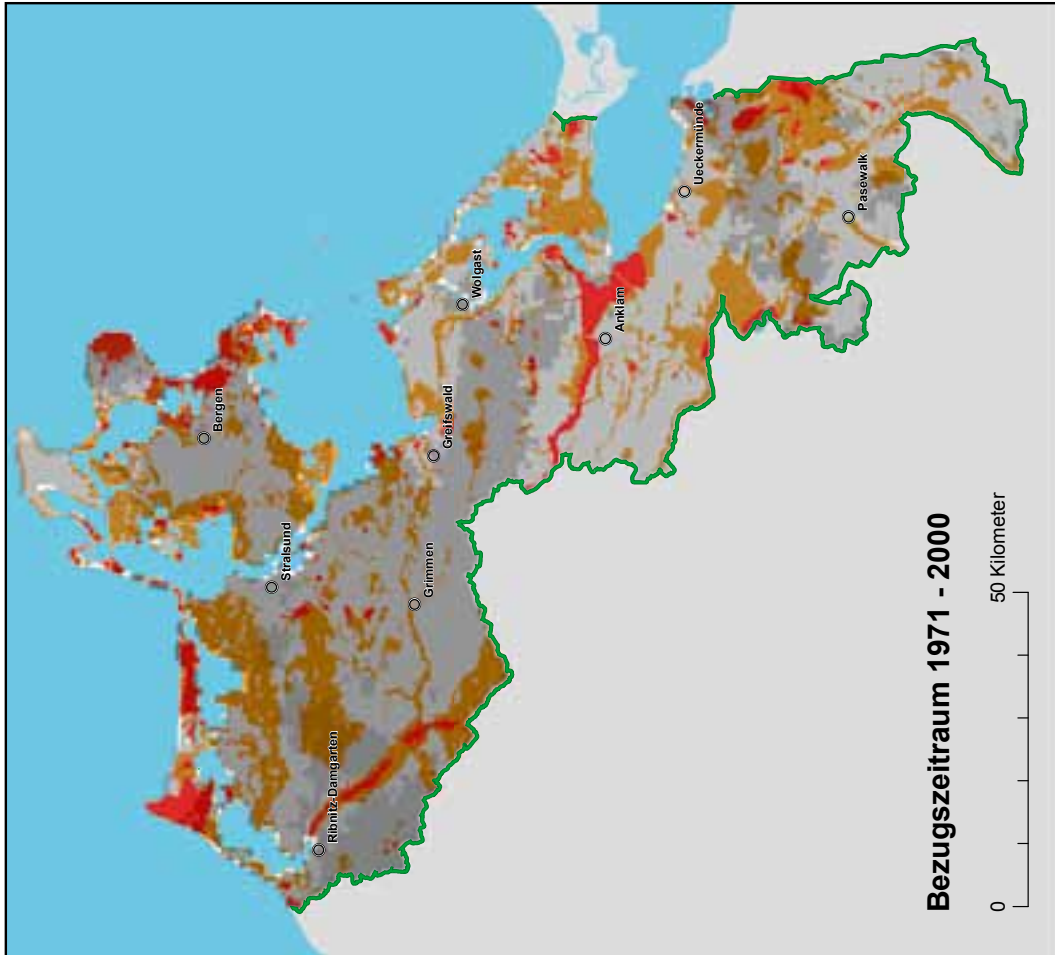 Bergen
Stralsund
Ribnitz-Damgarten
Grimmen
Greifswald
Wolgast
Anklam
Ueckermünde
Pasewalk
Bezugszeitraum 1971 - 2000
0
50 Kilometer